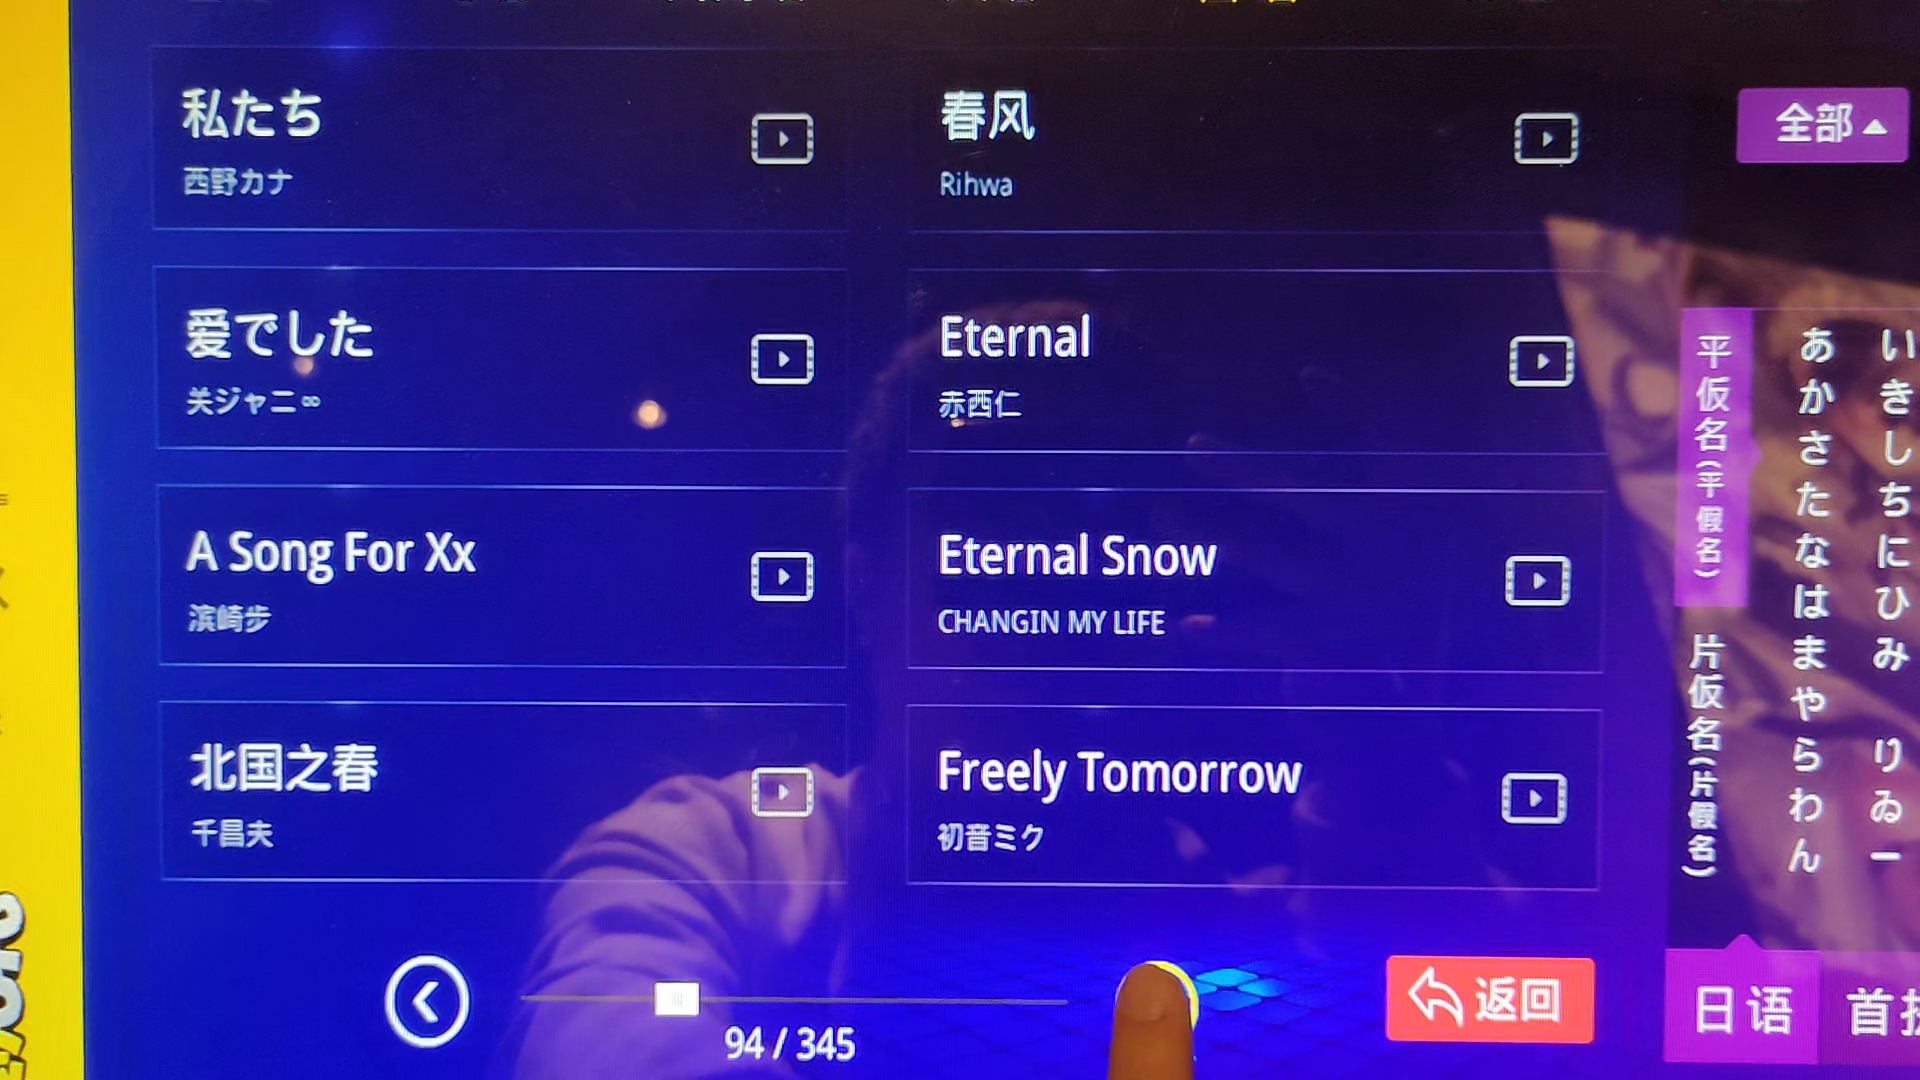 私たち
西野カナ
春风
Rihwa
愛でした
关ジャニ∞
Eternal
赤西仁
A Song For Xx
滨崎步
Eternal Snow
CHANGIN MY LIFE
北国之春
千昌夫
Freely Tomorrow
初音ミク
94 / 345
返回
全部
平仮名(平假名)
片仮名(片假名)
あかさたなはまやらわん
いきしちにひみ りゐー
日语
首